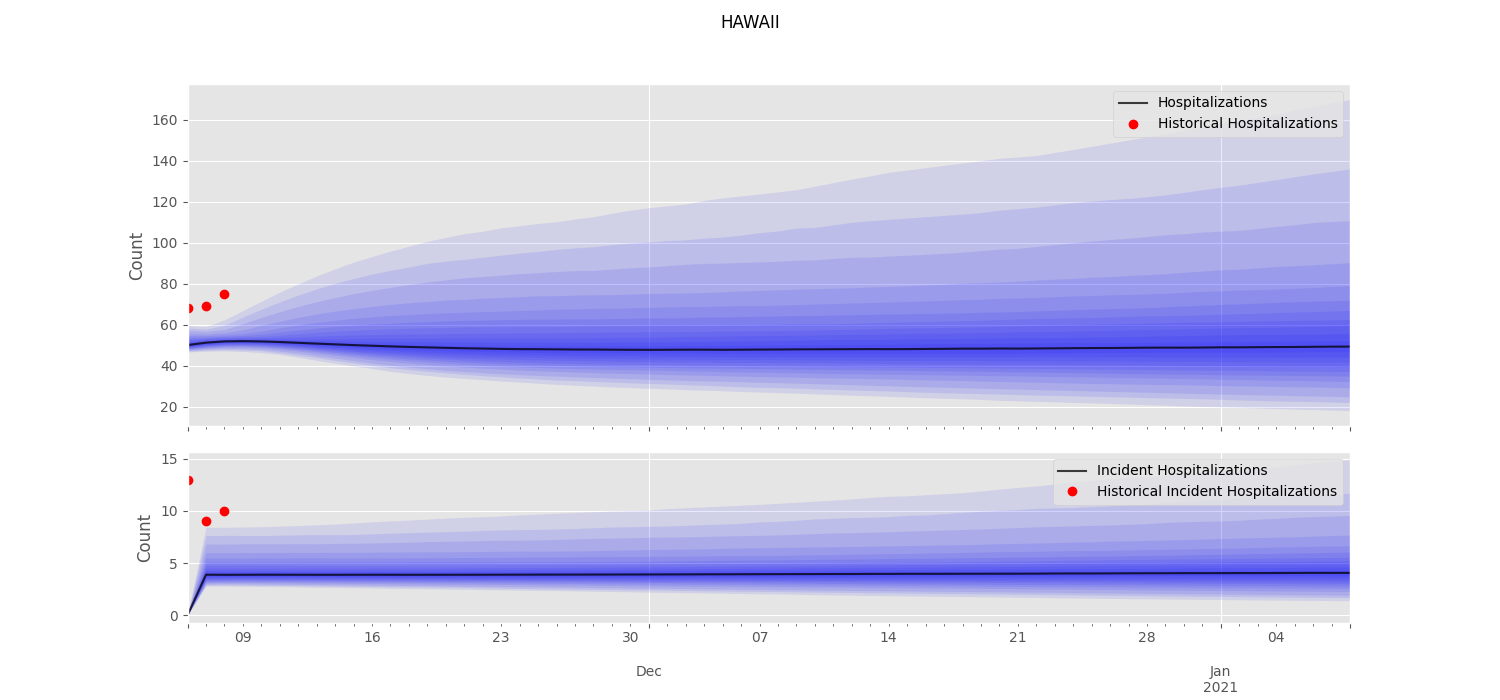 HAWAII
Hospitalizations
Historical Hospitalizations
160
140
120
100
80
60
40
20
Count
Incident Hospitalizations
Historical Incident Hospitalizations
15
10
5
0
Count
09 16 23 30 07 14 21 28 04
Dec Jan
2021